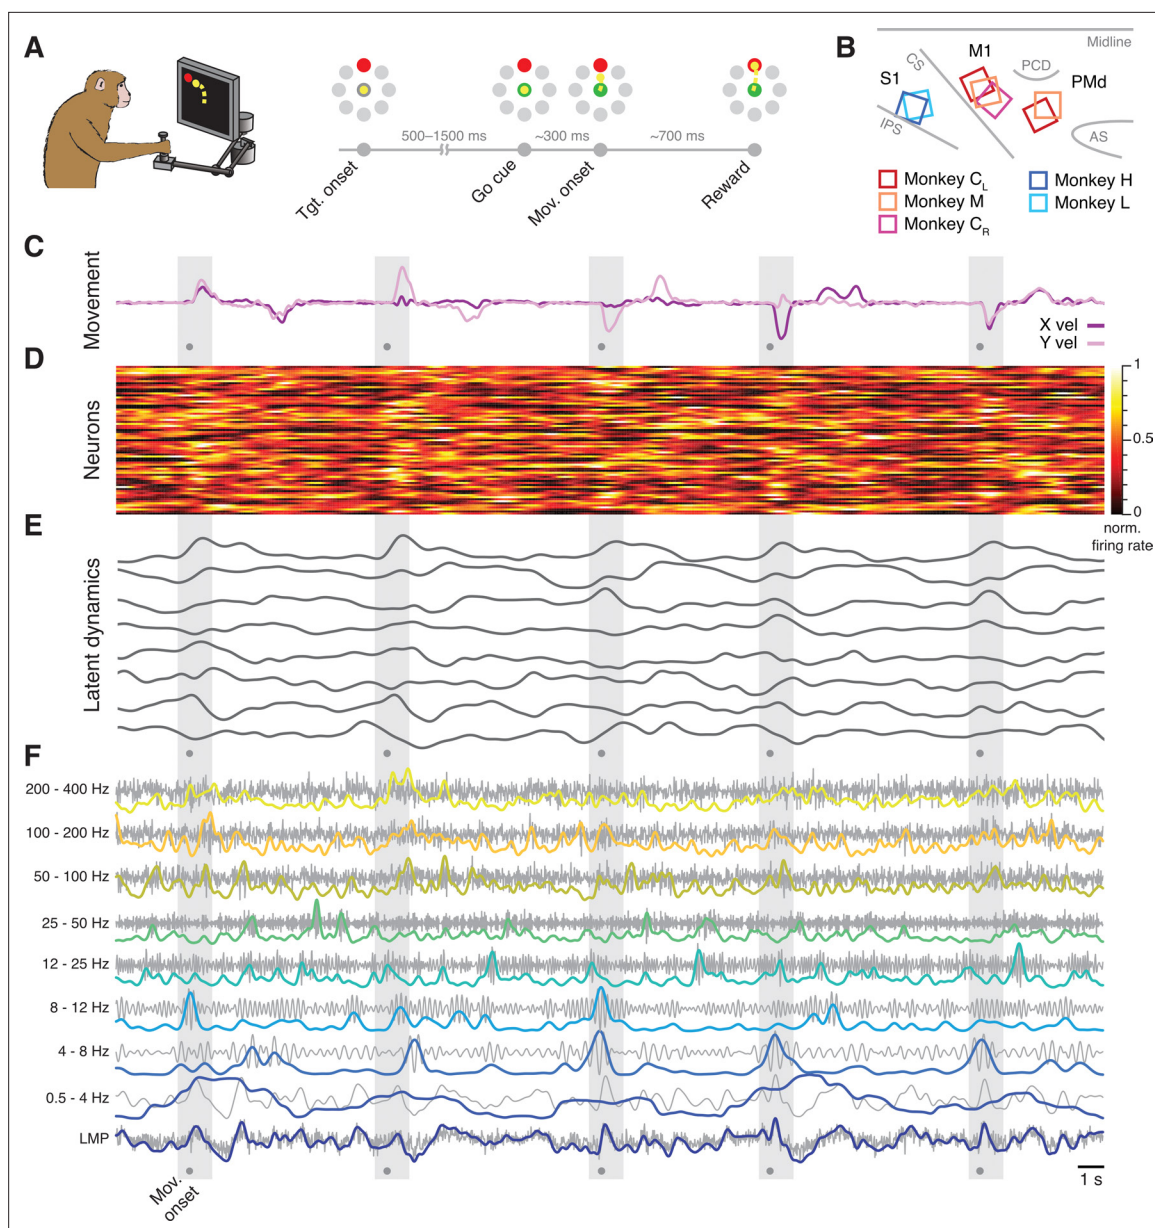 A
500–1500 ms
~300 ms
~700 ms
Tgt. onset
Go cue
Mov. onset
Reward
B
Midline
CS
M1
PCD
PMd
S1
IPS
AS
Monkey CL
Monkey M
Monkey CR
Monkey H
Monkey L
C
Movement
X vel
Y vel
D
Neurons
1
0.5
0
norm.
firing rate
E
Latent dynamics
F
200 - 400 Hz
100 - 200 Hz
50 - 100 Hz
25 - 50 Hz
12 - 25 Hz
8 - 12 Hz
4 - 8 Hz
0.5 - 4 Hz
LMP
Mov.
onset
1 s